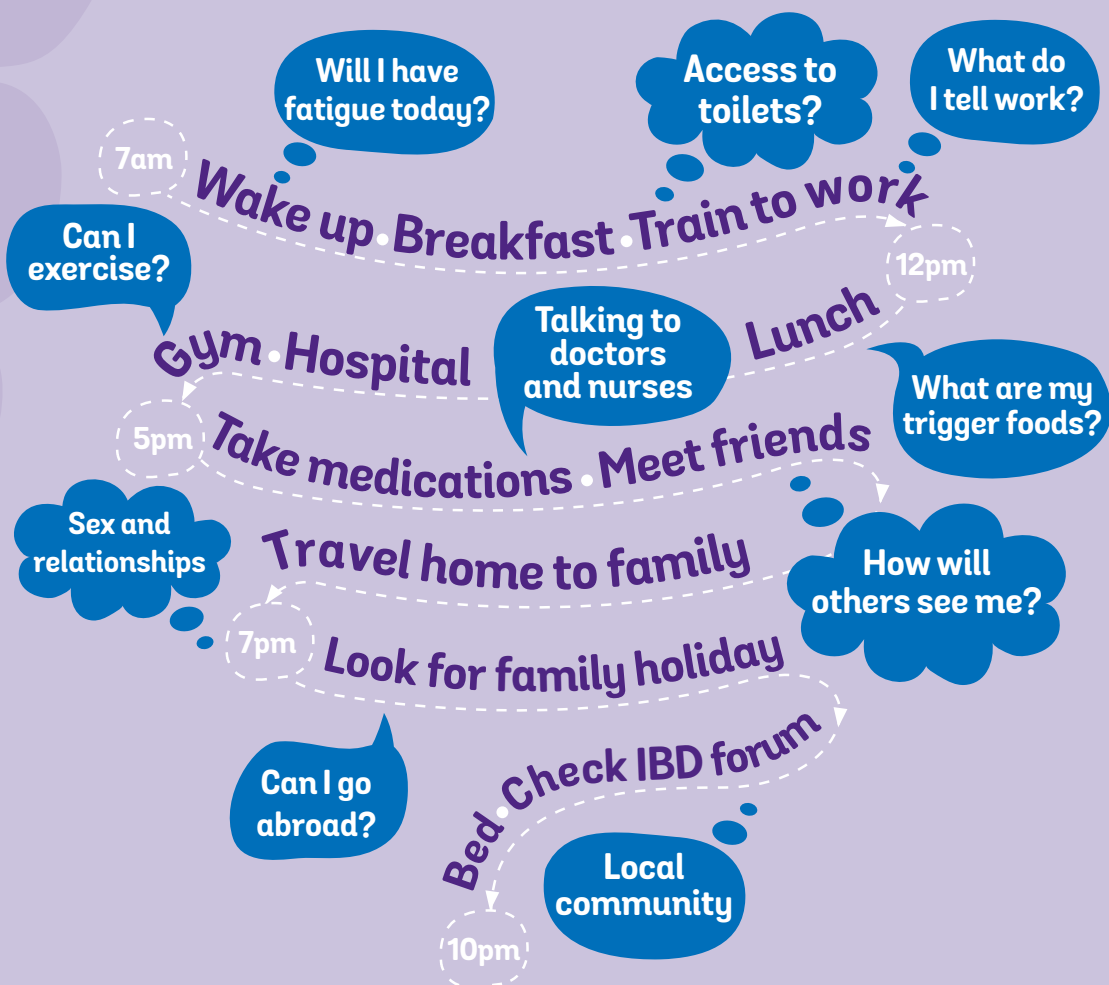 Will I have
fatigue today?
Access to
toilets?
What do
I tell work?
7am
Wake up • Breakfast • Train to work
Can I
exercise?
12pm
Lunch
Talking to
doctors
and nurses
Gym • Hospital
What are my
trigger foods?
5pm
Take medications • Meet friends
Sex and
relationships
How will
others see me?
Travel home to family
7pm
Look for family holiday
Can I go
abroad?
Check IBD forum
Bed •
Local
community
10pm